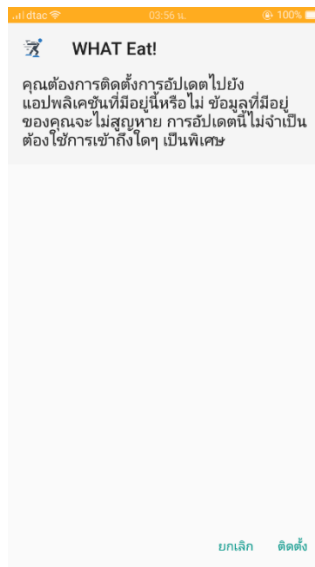 dtac 03:56 น. 100%
WHAT Eat!
คุณต้องการติดตั้งการอัปเดตไปยัง
แอปพลิเคชันที่มีอยู่นี้หรือไม่ ข้อมูลที่มีอยู่
ของคุณจะไม่สูญหาย การอัปเดตนี้ไม่จำเป็น
ต้องใช้การเข้าถึงใดๆ เป็นพิเศษ
ยกเลิก ติดตั้ง